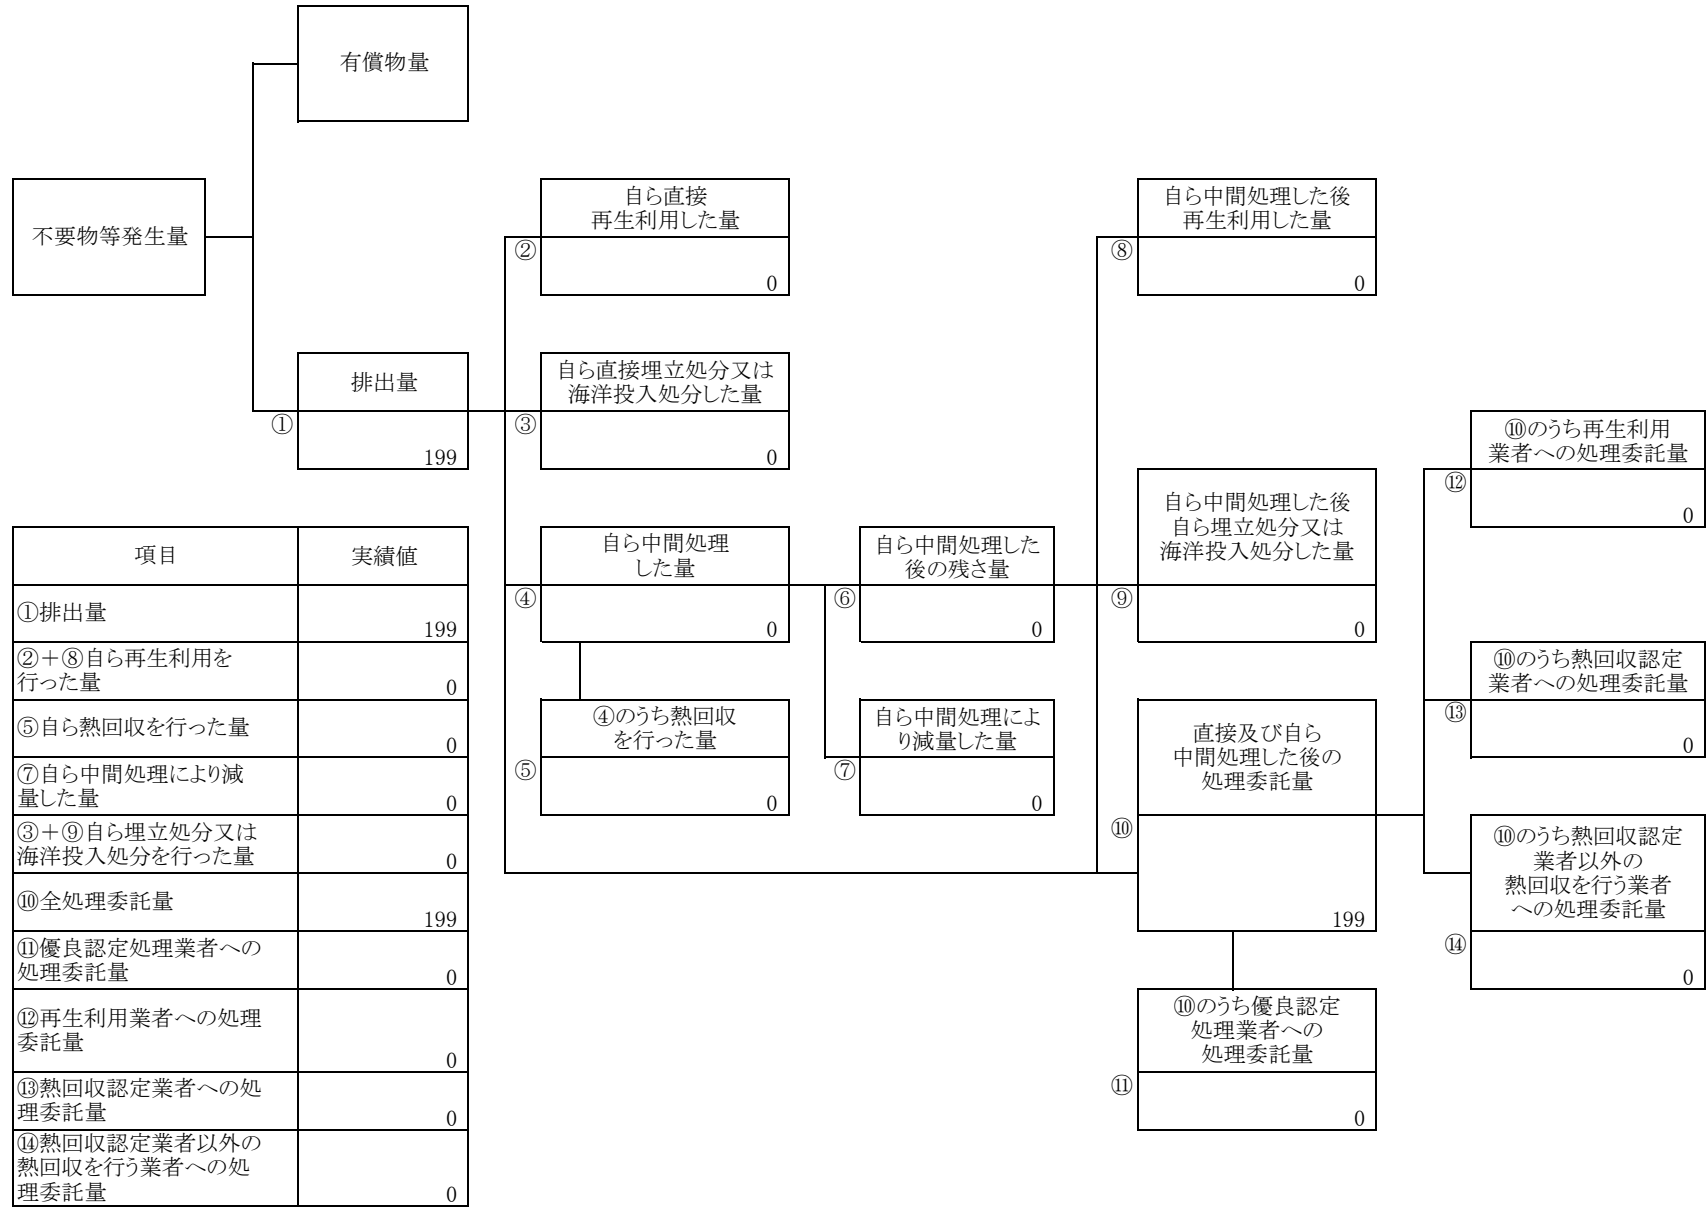 有償物量
不要物等発生量
自ら直接
再生利用した量
②
0
自ら中間処理した後
再生利用した量
⑧
0
排出量
①
199
自ら直接埋立処分又は
海洋投入処分した量
③
0
⑩のうち再生利用
業者への処理委託量
⑫
0
自ら中間処理した後
自ら埋立処分又は
海洋投入処分した量
⑨
0
自ら中間処理
した量
④
0
自ら中間処理した
後の残さ量
⑥
0
④のうち熱回収
を行った量
⑤
0
自ら中間処理によ
り減量した量
⑦
0
直接及び自ら
中間処理した後の
処理委託量
⑩
199
⑩のうち熱回収認定
業者への処理委託量
⑬
0
⑩のうち熱回収認定
業者以外の
熱回収を行う業者
への処理委託量
⑭
0
⑩のうち優良認定
処理業者への
処理委託量
⑪
0
項目 実績値
①排出量
199
②+⑧自ら再生利用を
行った量
0
⑤自ら熱回収を行った量
0
⑦自ら中間処理により減
量した量
0
③+⑨自ら埋立処分又は
海洋投入処分を行った量
0
⑩全処理委託量
199
⑪優良認定処理業者への
処理委託量
0
⑫再生利用業者への処理
委託量
0
⑬熱回収認定業者への処
理委託量
0
⑭熱回収認定業者以外の
熱回収を行う業者への処
理委託量
0